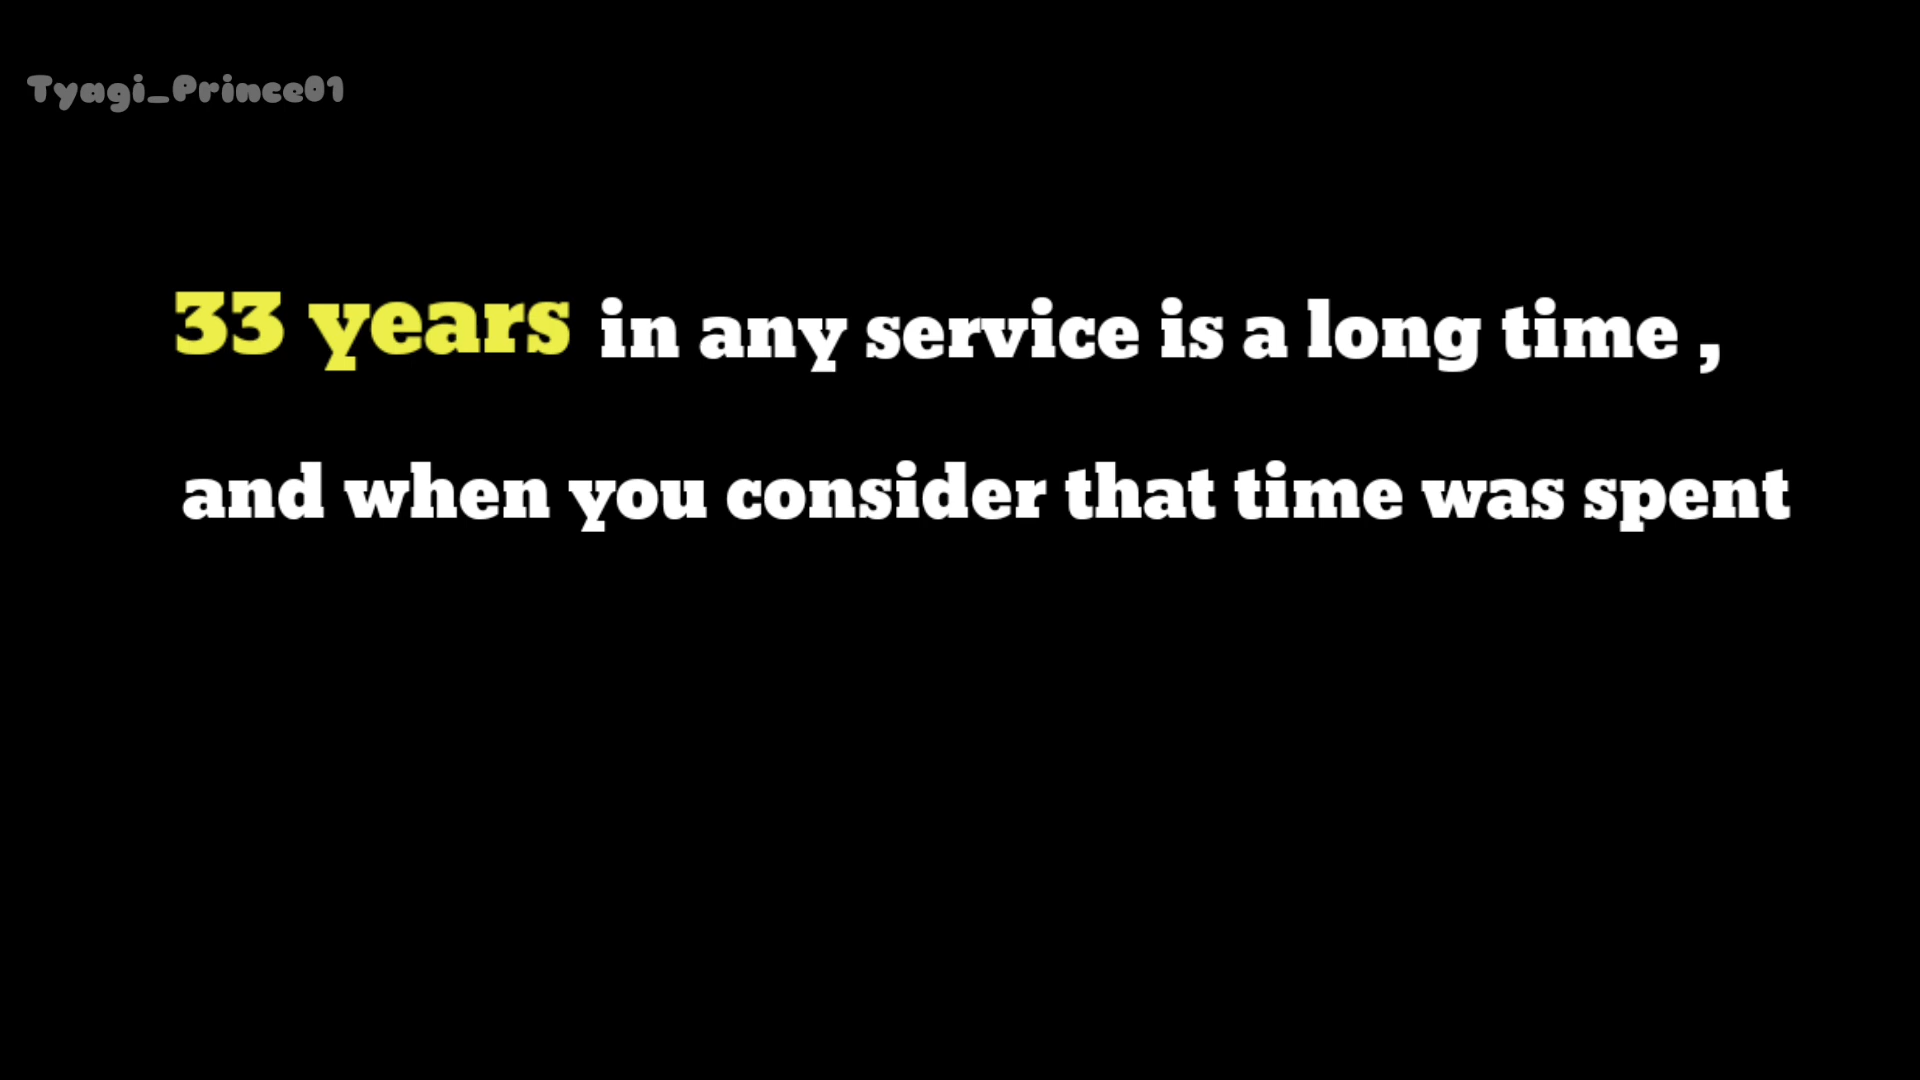 Tyagi_Prince01
33 years in any service is a long time ,
and when you consider that time was spent